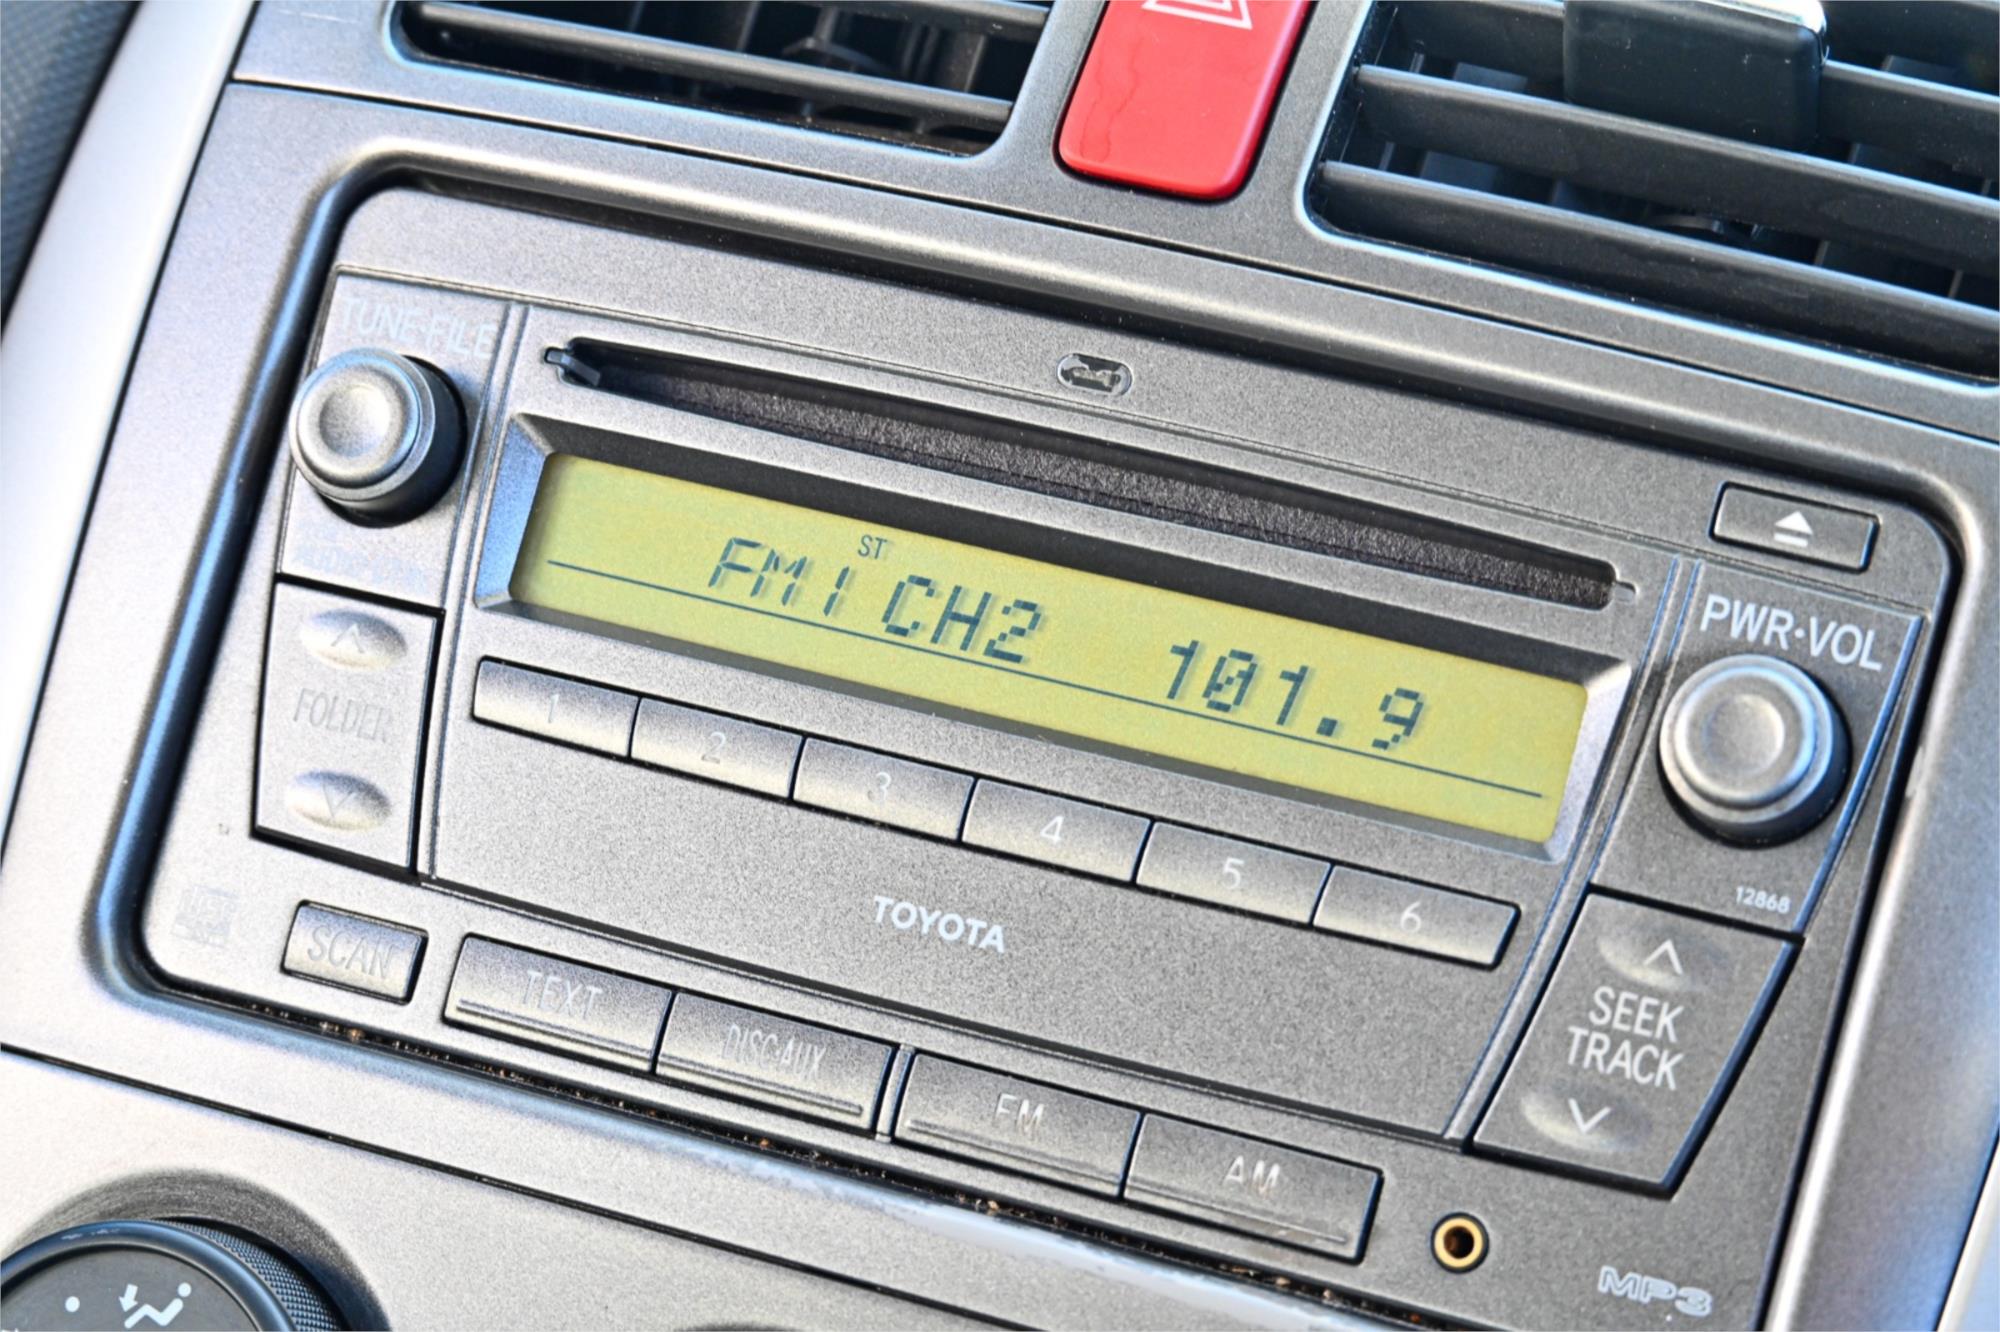 TUNE·FILE
ST
FM1 CH2 101.9
PWR·VOL
FOLDER
1 2 3 4 5 6
12868
TOYOTA
SEEK
TRACK
SCAN
TEXT
DISC·AUX
FM
AM
MP3